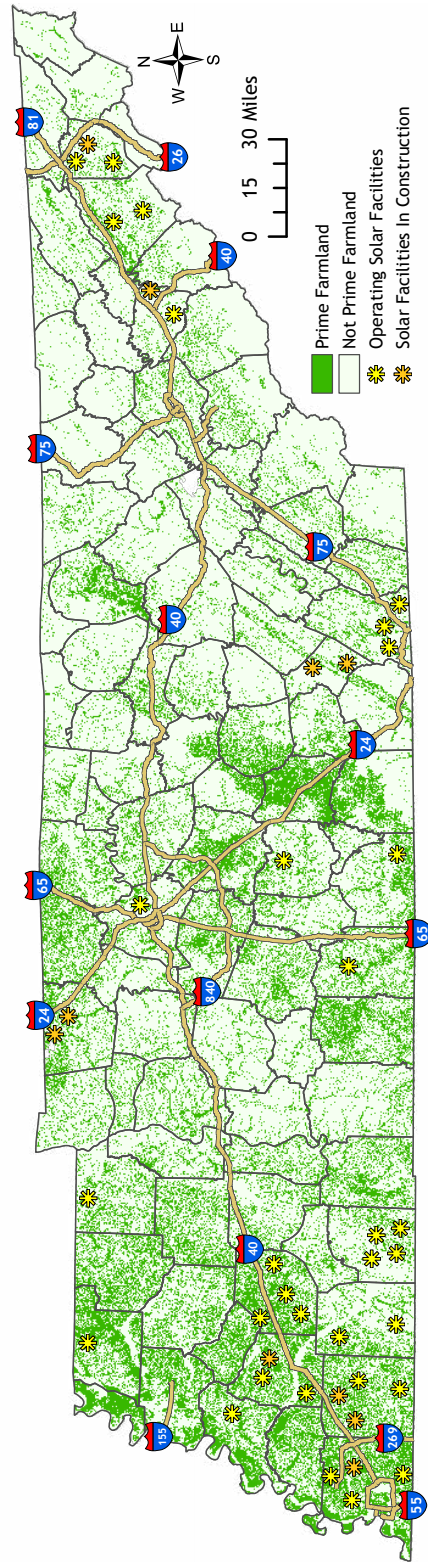 81
26
N
W E
S
40
75
0 15 30 Miles
Prime Farmland
Not Prime Farmland
Operating Solar Facilities
Solar Facilities In Construction
40
75
65
24
24
840
65
40
155
269
55